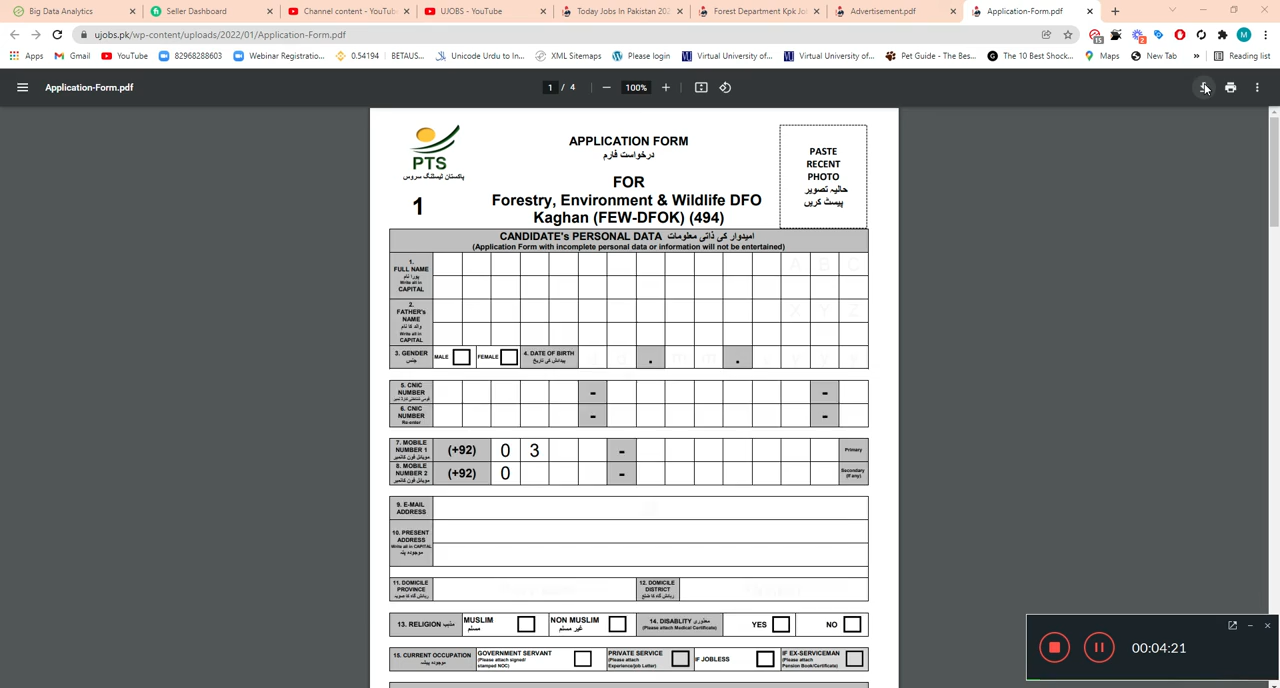 Big Data Analytics
Seller Dashboard
Channel content - YouTub
UJOBS - YouTube
Today Jobs In Pakistan 202
Forest Department Kpk Job
Advertisement.pdf
Application-Form.pdf
ujobs.pk/wp-content/uploads/2022/01/Application-Form.pdf
Apps
Gmail
YouTube
82968288603
Webinar Registratio...
0.54194 | BETAUS...
Unicode Urdu to In...
XML Sitemaps
Please login
Virtual University of...
Virtual University of...
Pet Guide - The Bes...
The 10 Best Shock...
Maps
New Tab
»
Reading list
Application-Form.pdf
1 / 4
100%
PTS
پاکستان ٹیسٹنگ سروس
1
APPLICATION FORM
درخواست فارم
FOR
Forestry, Environment & Wildlife DFO
Kaghan (FEW-DFOK) (494)
PASTE
RECENT
PHOTO
حالیہ تصویر
پیسٹ کریں
CANDIDATE's PERSONAL DATA امیدوار کی ذاتی معلومات
(Application Form with incomplete personal data or information will not be entertained)
1.
FULL NAME
پورا نام
Write all in
CAPITAL
A B C
2.
FATHER's
NAME
والد کا نام
Write all in
CAPITAL
X Y Z
3. GENDER
جنس
MALE
FEMALE
4. DATE OF BIRTH
پیدائش کی تاریخ
. .
5. CNIC
NUMBER
قومی شناختی کارڈ نمبر
- -
6. CNIC
NUMBER
Re-enter
- -
7. MOBILE
NUMBER 1
موبائل فون کانمبر
(+92) 0 3 -
Primary
8. MOBILE
NUMBER 2
موبائل فون کانمبر
(+92) 0 -
Secondary
(if any)
9. E-MAIL
ADDRESS
10. PRESENT
ADDRESS
Write all in CAPITAL
موجودہ پتہ
11. DOMICILE
PROVINCE
12. DOMICILE
DISTRICT
13. RELIGION مذہب
MUSLIM
مسلم
NON MUSLIM
غیر مسلم
14. DISABLITY معذوری
(Please attach Medical Certificate)
YES
NO
15. CURRENT OCCUPATION
موجودہ پیشہ
GOVERNMENT SERVANT
(Please attach signed/
stamped NOC)
PRIVATE SERVICE
(Please attach
Experience/job Letter)
IF JOBLESS
IF EX-SERVICEMAN
(Please attach
Pension Book/Certificate)
00:04:21